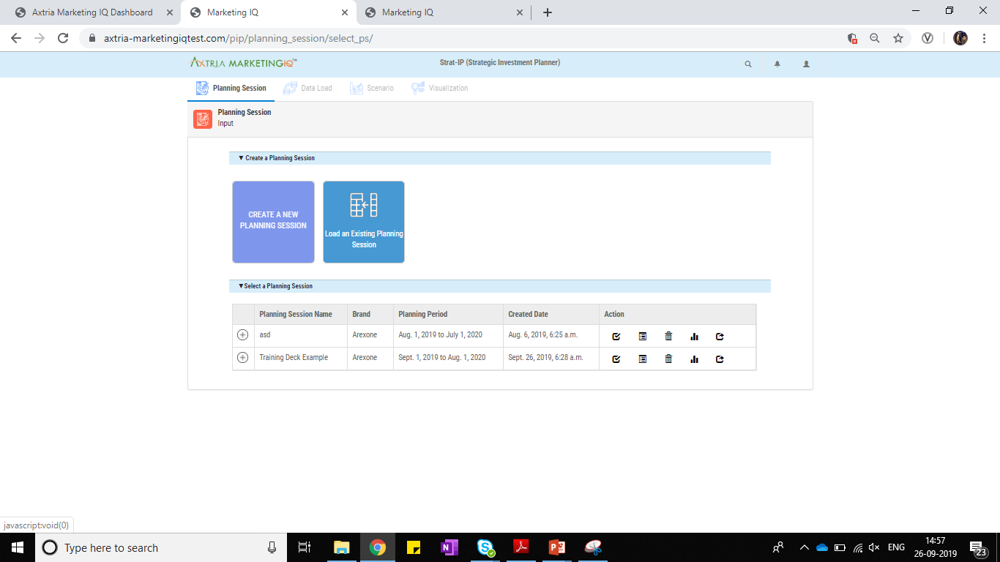 Axtria Marketing IQ Dashboard
Marketing IQ
Marketing IQ
axtria-marketingiqtest.com/pip/planning_session/select_ps/
AXTRIA MARKETINGIQ™
Strat-IP (Strategic Investment Planner)
Planning Session
Data Load
Scenario
Visualization
Planning Session
Input
▼ Create a Planning Session
CREATE A NEW
PLANNING SESSION
Load an Existing Planning
Session
▼Select a Planning Session
Planning Session Name Brand Planning Period Created Date Action
asd Arexone Aug. 1, 2019 to July 1, 2020 Aug. 6, 2019, 6:25 a.m.
Training Deck Example Arexone Sept. 1, 2019 to Aug. 1, 2020 Sept. 26, 2019, 6:28 a.m.
javascript:void(0)
Type here to search
ENG
14:57
26-09-2019
23